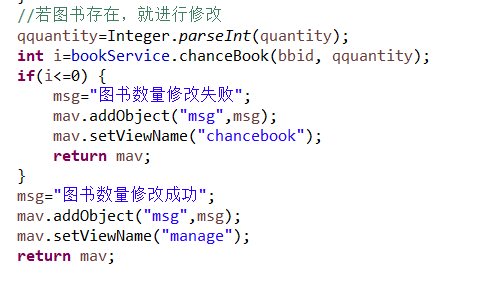 //若图书存在，就进行修改
qquantity=Integer.parseInt(quantity);
int i=bookService.chanceBook(bbid, qquantity);
if(i<=0) {
msg="图书数量修改失败";
mav.addObject("msg",msg);
mav.setViewName("chancebook");
return mav;
}
msg="图书数量修改成功";
mav.addObject("msg",msg);
mav.setViewName("manage");
return mav;